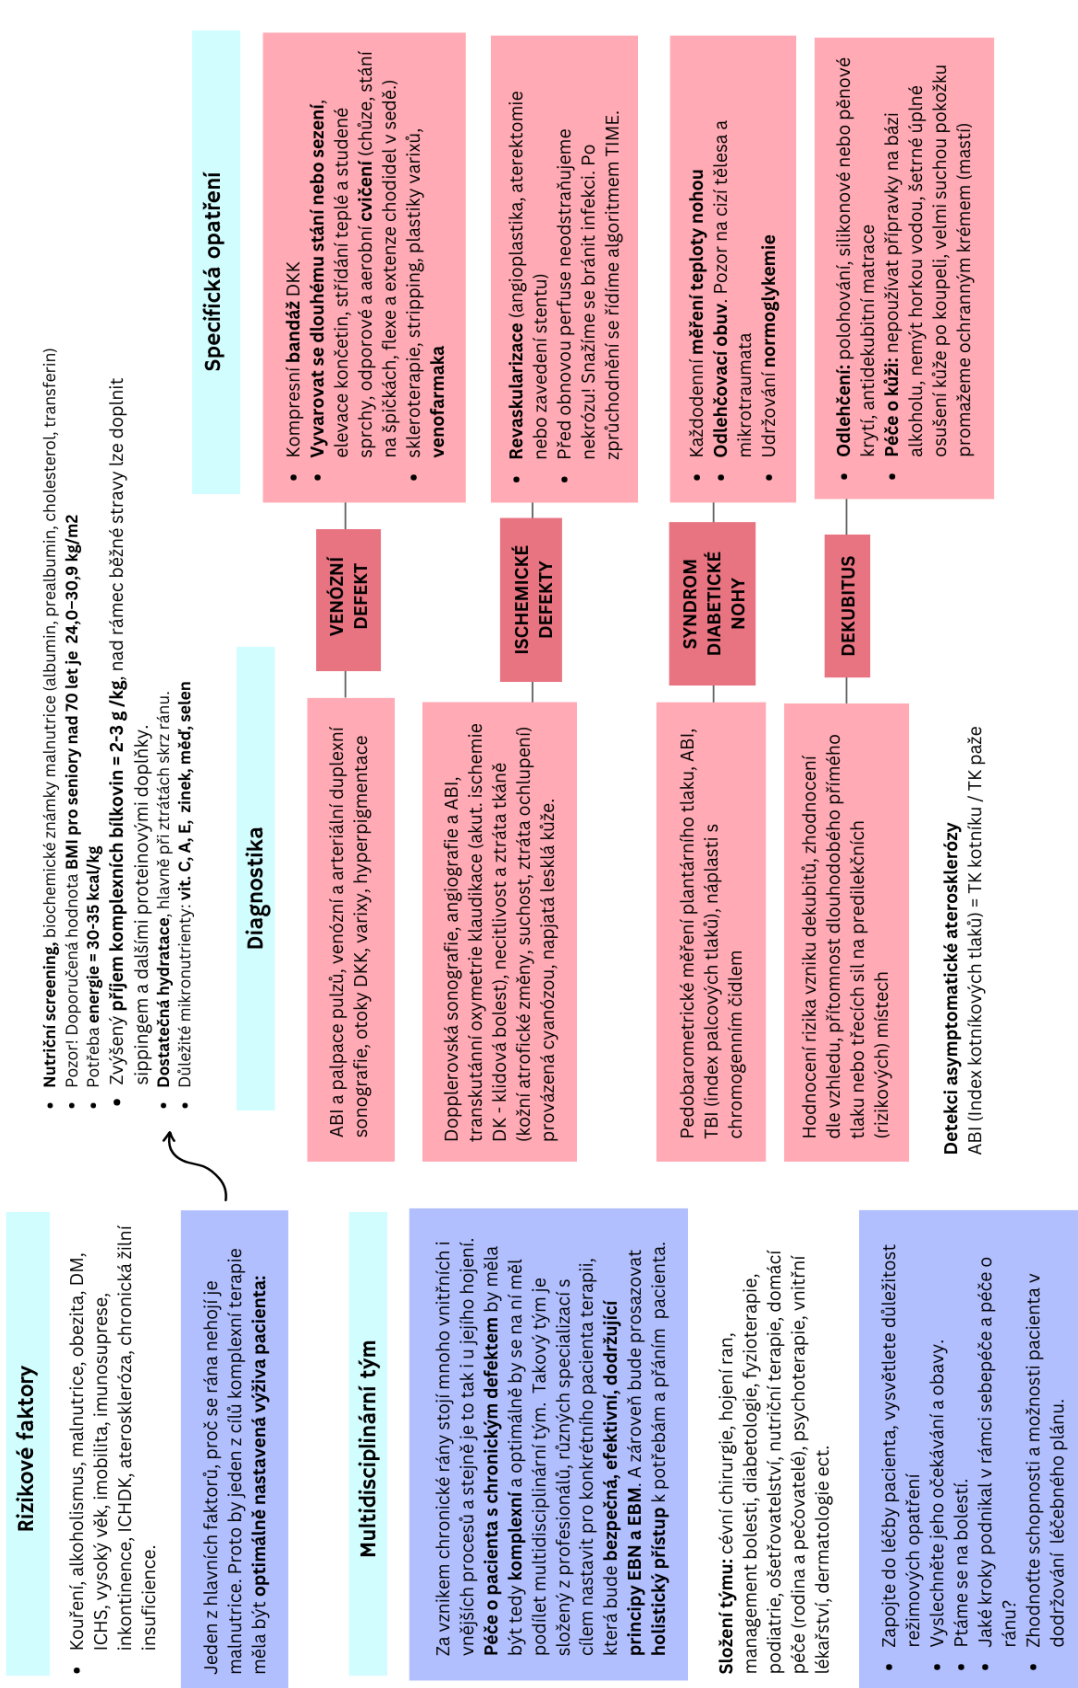 Rizikové faktory
• Kouření, alkoholismus, malnutrice, obezita, DM,
ICHS, vysoký věk, imobilita, imunosuprese,
inkontinence, ICHDK, ateroskleróza, chronická žilní
insuficience.
Jeden z hlavních faktorů, proč se rána nehojí je
malnutrice. Proto by jeden z cílů komplexní terapie
měla být optimálně nastavená výživa pacienta:
• Nutriční screening, biochemické známky malnutrice (albumin, prealbumin, cholesterol, transferin)
• Pozor! Doporučená hodnota BMI pro seniory nad 70 let je 24,0–30,9 kg/m2
• Potřeba energie = 30-35 kcal/kg
• Zvýšený příjem komplexních bílkovin = 2-3 g /kg, nad rámec běžné stravy lze doplnit
sippingem a dalšími proteinovými doplňky.
• Dostatečná hydratace, hlavně při ztrátách skrz ránu.
• Důležité mikronutrienty: vit. C, A, E, zinek, měď, selen
Multidisciplinární tým
Za vznikem chronické rány stojí mnoho vnitřních i
vnějších procesů a stejně je to tak i u jejího hojení.
Péče o pacienta s chronickým defektem by měla
být tedy komplexní a optimálně by se na ní měl
podílet multidisciplinární tým. Takový tým je
složený z profesionálů, různých specializací s
cílem nastavit pro konkrétního pacienta terapii,
která bude bezpečná, efektivní, dodržující
principy EBN a EBM. A zároveň bude prosazovat
holistický přístup k potřebám a přáním pacienta.
Složení týmu: cévní chirurgie, hojení ran,
management bolesti, diabetologie, fyzioterapie,
podiatrie, ošetřovatelství, nutriční terapie, domácí
péče (rodina a pečovatelé), psychoterapie, vnitřní
lékařství, dermatologie ect.
• Zapojte do léčby pacienta, vysvětlete důležitost
režimových opatření
• Vyslechněte jeho očekávání a obavy.
• Ptáme se na bolestí.
• Jaké kroky podnikal v rámci sebepéče a péče o
ránu?
• Zhodnoťte schopnosti a možnosti pacienta v
dodržování léčebného plánu.
Diagnostika
ABI a palpace pulzů, venózní a arteriální duplexní
sonografie, otoky DKK, varixy, hyperpigmentace
Dopplerovská sonografie, angiografie a ABI,
transkutánní oxymetrie klaudikace (akut. ischemie
DK - klidová bolest), necitlivost a ztráta tkáně
(kožní atrofické změny, suchost, ztráta ochlupení)
provázená cyanózou, napjatá lesklá kůže.
Pedobarometrické měření plantárního tlaku, ABI,
TBI (index palcových tlaků), náplasti s
chromogenním čidlem
Hodnocení rizika vzniku dekubitů, zhodnocení
dle vzhledu, přítomnost dlouhodobého přímého
tlaku nebo třecích sil na predilekčních
(rizikových) místech
Detekci asymptomatické aterosklerózy
ABI (Index kotníkových tlaků) = TK kotníku / TK paže
VENÓZNÍ
DEFEKT
ISCHEMICKÉ
DEFEKTY
SYNDROM
DIABETICKÉ
NOHY
DEKUBITUS
Specifická opatření
• Kompresní bandáž DKK
• Vyvarovat se dlouhému stání nebo sezení,
elevace končetin, střídání teplé a studené
sprchy, odporové a aerobní cvičení (chůze, stání
na špičkách, flexe a extenze chodidel v sedě.)
• skleroterapie, stripping, plastiky varixů,
venofarmaka
• Revaskularizace (angioplastika, aterektomie
nebo zavedení stentu)
• Před obnovou perfuse neodstraňujeme
nekrózu! Snažíme se bránit infekci. Po
zprůchodnění se řídíme algoritmem TIME.
• Každodenní měření teploty nohou
• Odlehčovací obuv. Pozor na cizí tělesa a
mikrotraumata
• Udržování normoglykemie
• Odlehčení: polohování, silikonové nebo pěnové
krytí, antidekubitní matrace
• Péče o kůži: nepoužívat přípravky na bázi
alkoholu, nemýt horkou vodou, šetrné úplné
osušení kůže po koupeli, velmi suchou pokožku
promažeme ochranným krémem (mastí)